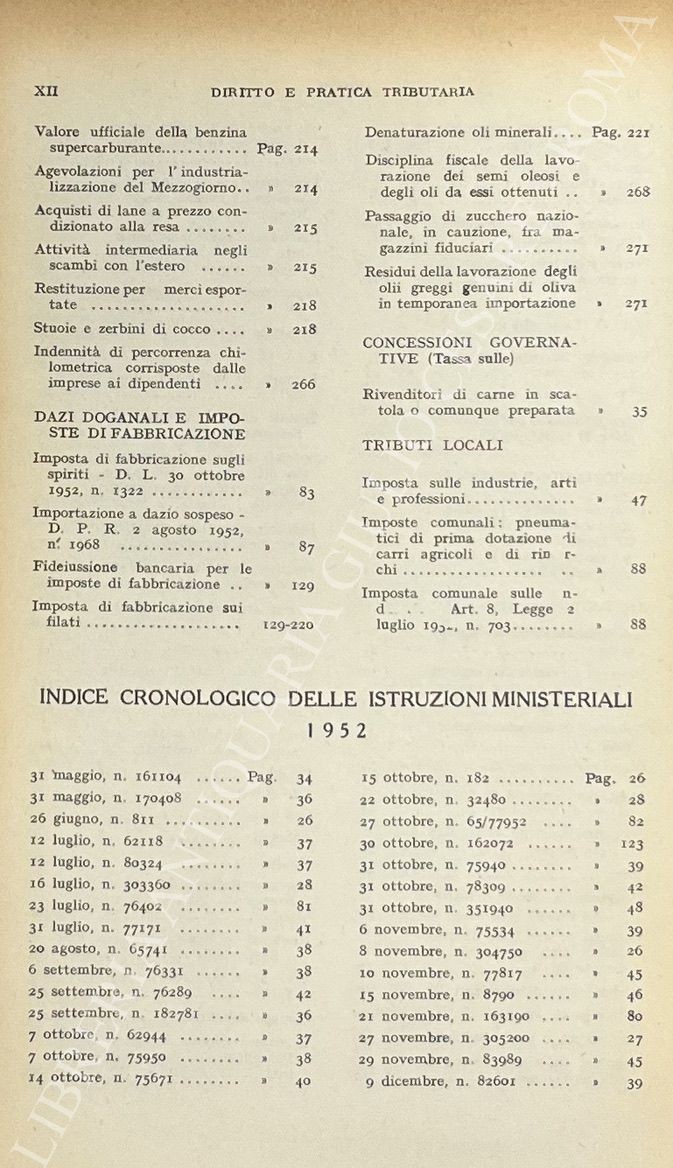 XII DIRITTO E PRATICA TRIBUTARIA
Valore ufficiale della benzina
supercarburante............ Pag. 214
Agevolazioni per l'industria-
lizzazione del Mezzogiorno.. » 214
Acquisti di lane a prezzo con-
dizionato alla resa ........ » 215
Attività intermediaria negli
scambi con l'estero ...... » 215
Restituzione per merci espor-
tate .................... » 218
Stuoie e zerbini di cocco .... » 218
Indennità di percorrenza chi-
lometrica corrisposte dalle
imprese ai dipendenti .... » 266
DAZI DOGANALI E IMPO-
STE DI FABBRICAZIONE
Imposta di fabbricazione sugli
spiriti - D. L. 30 ottobre
1952, n. 1322 ............ » 83
Importazione a dazio sospeso -
D. P. R. 2 agosto 1952,
n. 1968 ................ » 87
Fideiussione bancaria per le
imposte di fabbricazione .. » 129
Imposta di fabbricazione sui
filati .................... 129-220
Denaturazione oli minerali.... Pag. 221
Disciplina fiscale della lavo-
razione dei semi oleosi e
degli oli da essi ottenuti .. » 268
Passaggio di zucchero nazio-
nale, in cauzione, fra ma-
gazzini fiduciari .......... » 271
Residui della lavorazione degli
olii greggi genuini di oliva
in temporanea importazione » 271
CONCESSIONI GOVERNA-
TIVE (Tassa sulle)
Rivenditori di carne in sca-
tola o comunque preparata » 35
TRIBUTI LOCALI
Imposta sulle industrie, arti
e professioni.............. » 47
Imposte comunali: pneuma-
tici di prima dotazione di
carri agricoli e di
chi .................... » 88
Imposta comunale sulle
Art. 8, Legge 2
luglio n. 703........ » 88
INDICE CRONOLOGICO DELLE ISTRUZIONI MINISTERIALI
1952
31 maggio, n. 161104 ...... Pag. 34
31 maggio, n. 170408 ...... » 36
26 giugno, n. 811 .......... » 26
12 luglio, n. 62118 ........ » 37
12 luglio, n. 80324 ........ » 37
16 luglio, n. 303360 ....... » 28
23 luglio, n. 76402 ........ » 81
31 luglio, n. 77171 ........ » 41
20 agosto, n. 65741 ........ » 38
6 settembre, n. 76331 ...... » 38
25 settembre, n. 76289 .... » 42
25 settembre, n. 182781 .... » 36
7 ottobre, n. 62944 ........ » 37
7 ottobre, n. 75950 ........ » 38
14 ottobre, n. 75671 ........ » 40
15 ottobre, n. 182 .......... Pag. 26
22 ottobre, n. 32480 ........ » 28
27 ottobre, n. 65/77952 .... » 82
30 ottobre, n. 162072 ...... » 123
31 ottobre, n. 75940 ........ » 39
31 ottobre, n. 78309 ........ » 42
31 ottobre, n. 351940 ...... » 48
6 novembre, n. 75534 ...... » 39
8 novembre, n. 304750 .... » 26
10 novembre, n. 77817 .... » 45
15 novembre, n. 8790 ...... » 46
21 novembre, n. 163190 .... » 80
27 novembre, n. 305200 .... » 27
29 novembre, n. 83989 .... » 45
9 dicembre, n. 82601 ...... » 39